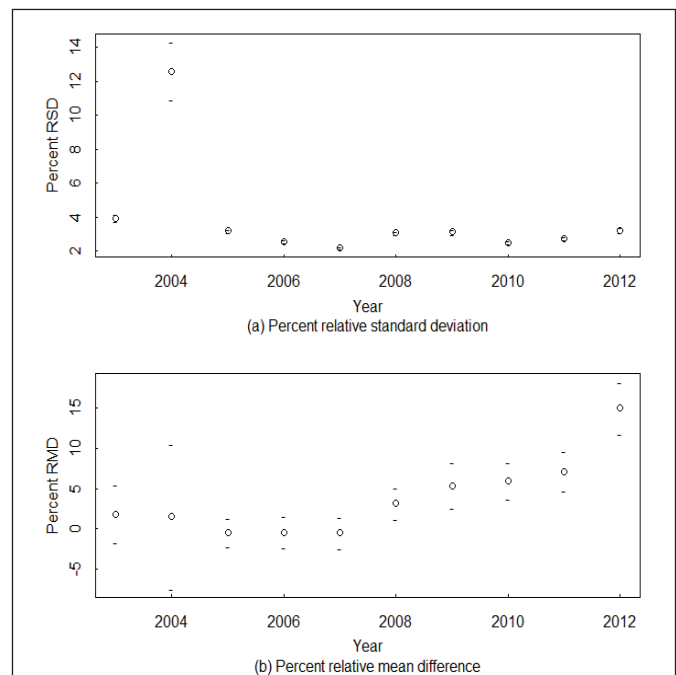 Percent RSD
14
12
10
8
6
4
2
2004 2006 2008 2010 2012
Year
(a) Percent relative standard deviation
Percent RMD
15
10
5
0
-5
2004 2006 2008 2010 2012
Year
(b) Percent relative mean difference